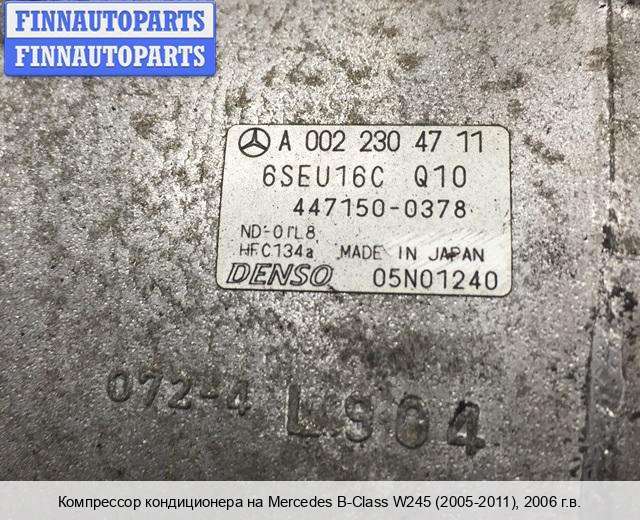 FINNAUTOPARTS
FINNAUTOPARTS
A 002 230 47 11
6SEU16C Q10
447150-0378
ND-OIL8
HFC134a MADE IN JAPAN
DENSO 05N01240
072-4 L904
Компрессор кондиционера на Mercedes B-Class W245 (2005-2011), 2006 г.в.